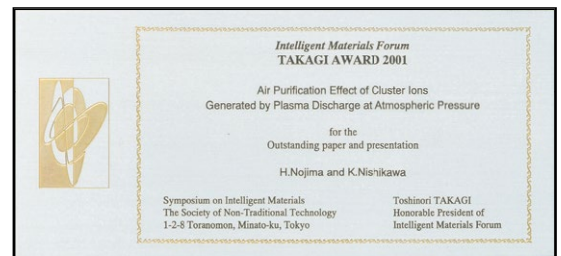 Intelligent Materials Forum
TAKAGI AWARD 2001
Air Purification Effect of Cluster Ions
Generated by Plasma Discharge at Atmospheric Pressure
for the
Outstanding paper and presentation
H.Nojima and K.Nishikawa
Symposium on Intelligent Materials
The Society of Non-Traditional Technology
1-2-8 Toranomon, Minato-ku, Tokyo
Toshinori TAKAGI
Honorable President of
Intelligent Materials Forum